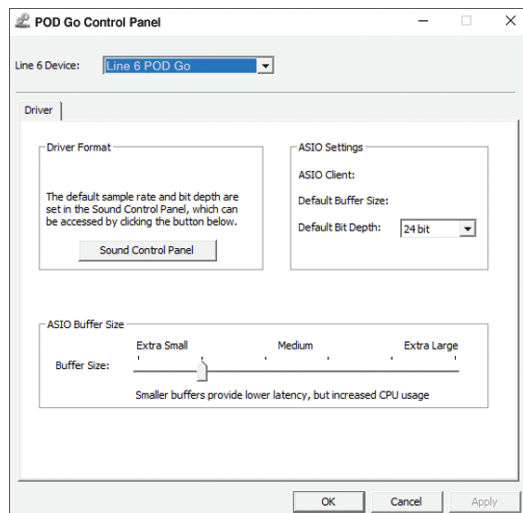 POD Go Control Panel
Line 6 Device: Line 6 POD Go
Driver
Driver Format
The default sample rate and bit depth are
set in the Sound Control Panel, which can
be accessed by clicking the button below.
Sound Control Panel
ASIO Settings
ASIO Client:
Default Buffer Size:
Default Bit Depth: 24 bit
ASIO Buffer Size
Extra Small Medium Extra Large
Buffer Size:
Smaller buffers provide lower latency, but increased CPU usage
OK Cancel Apply